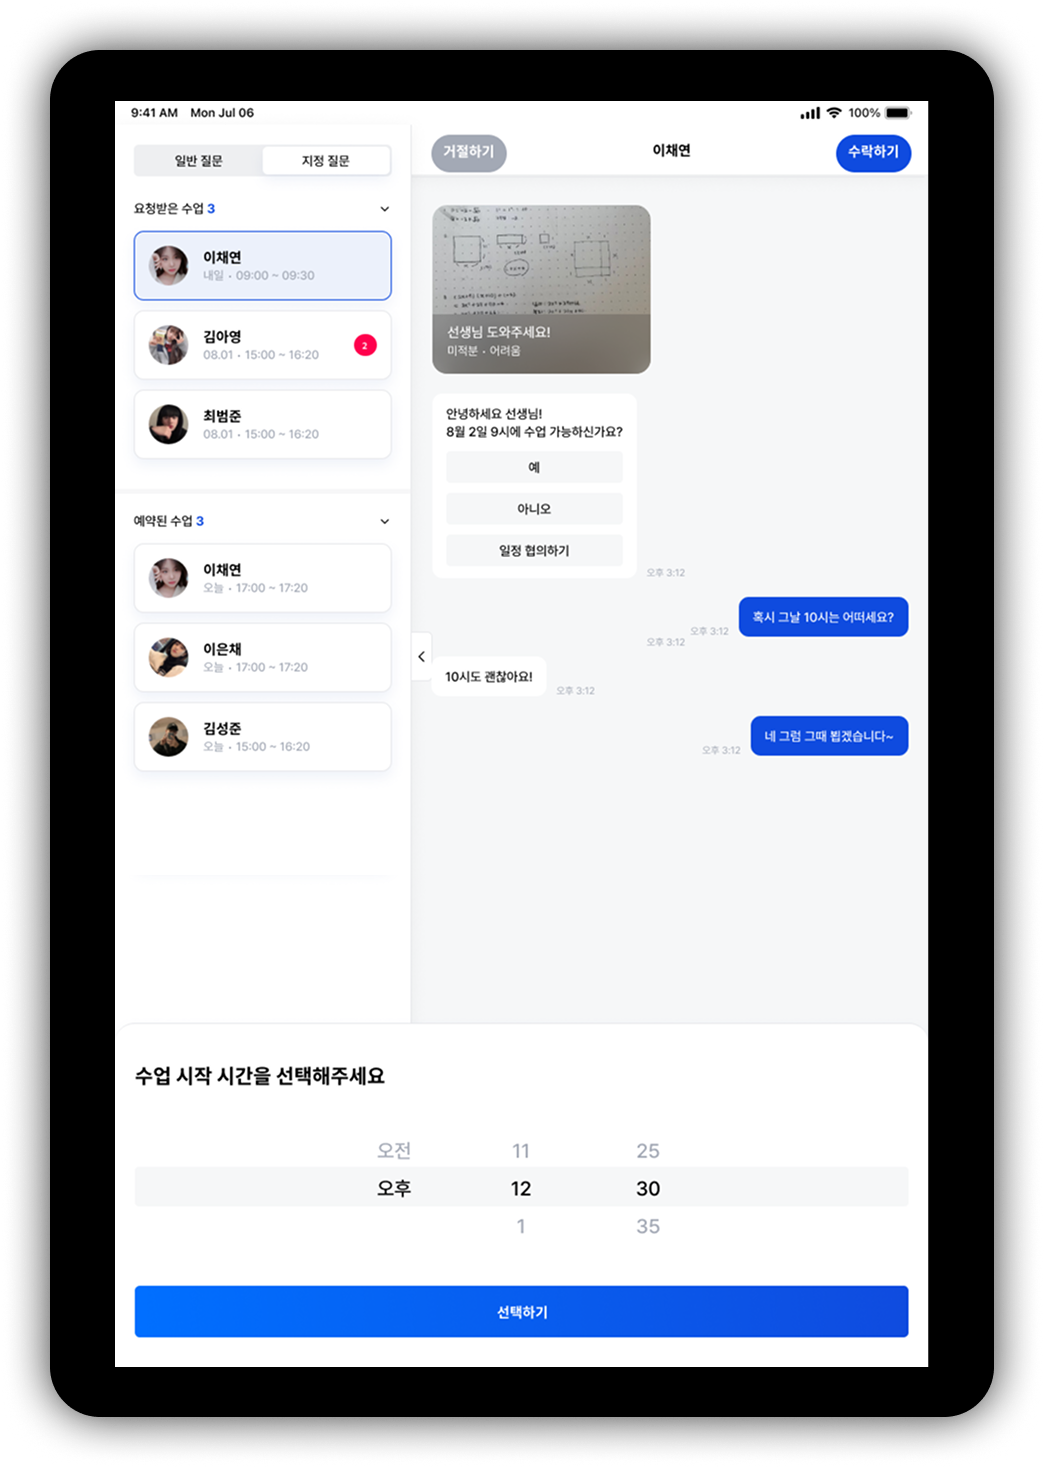 9:41 AM Mon Jul 06
100%
일반 질문
지정 질문
요청받은 수업 3
이채연
내일 • 09:00 ~ 09:30
김아영
08.01 • 15:00 ~ 16:20
2
최범준
08.01 • 15:00 ~ 16:20
예약된 수업 3
이채연
오늘 • 17:00 ~ 17:20
이은채
오늘 • 17:00 ~ 17:20
김성준
오늘 • 15:00 ~ 16:20
거절하기
이채연
수락하기
선생님 도와주세요!
미적분 • 어려움
안녕하세요 선생님!
8월 2일 9시에 수업 가능하신가요?
예
아니오
일정 협의하기
오후 3:12
혹시 그날 10시는 어떠세요?
오후 3:12
오후 3:12
10시도 괜찮아요!
오후 3:12
네 그럼 그때 뵙겠습니다~
오후 3:12
수업 시작 시간을 선택해주세요
오전 11 25
오후 12 30
1 35
선택하기